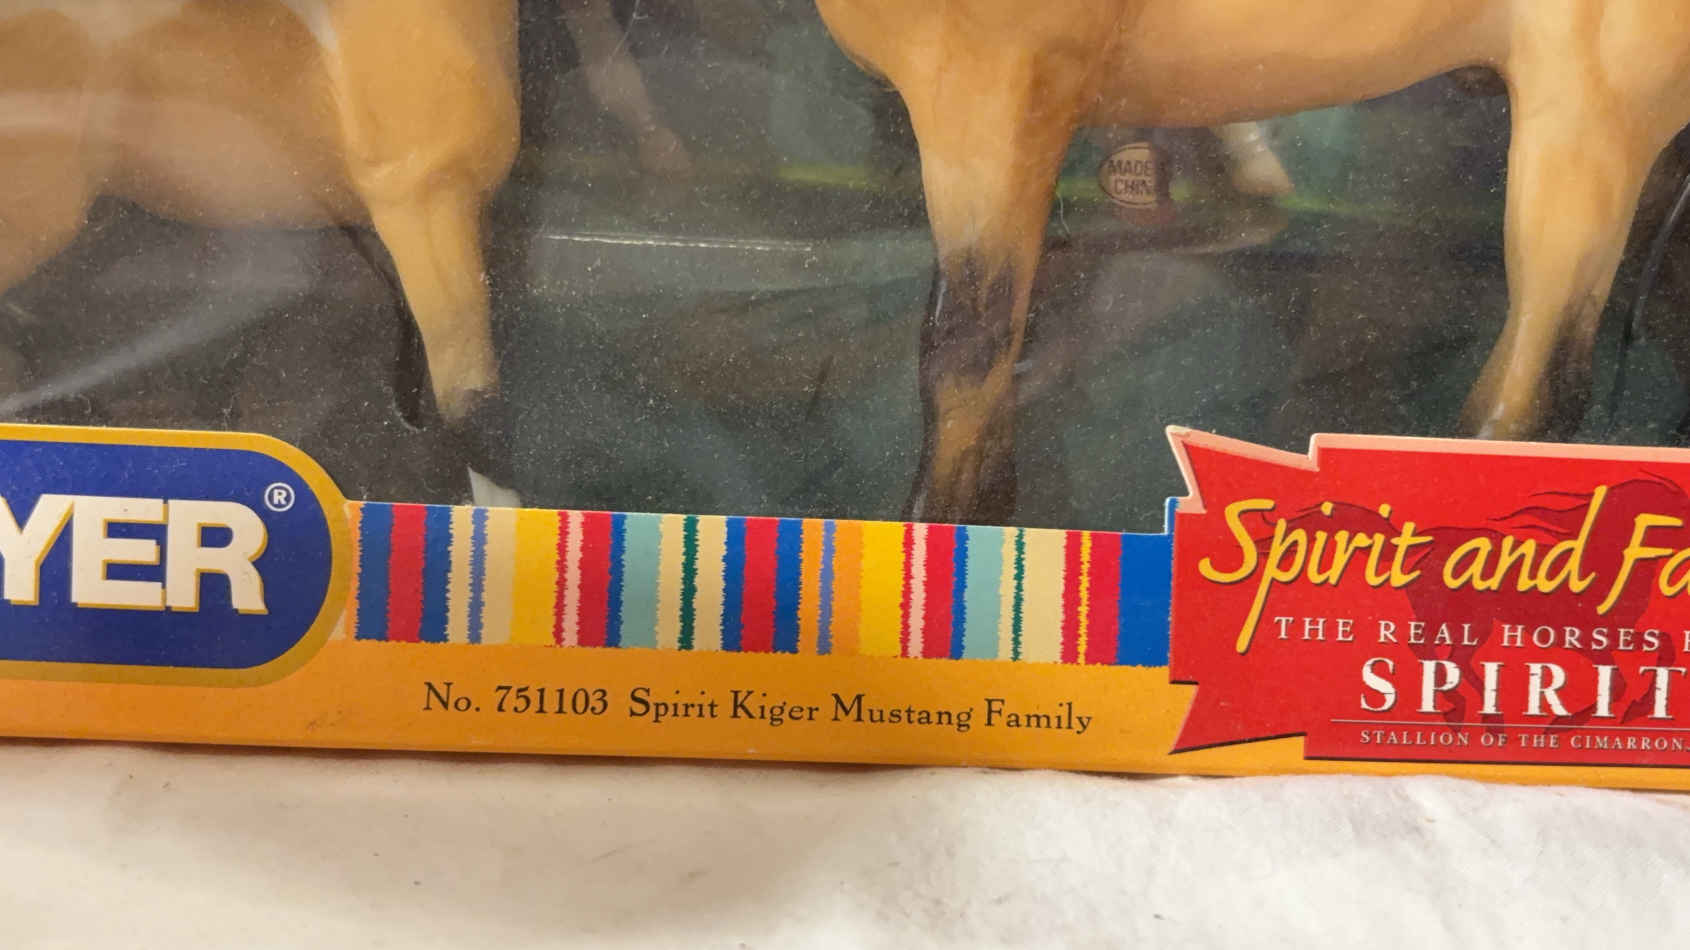 MADE
CHIN
YER®
Spirit and Fa
THE REAL HORSES
SPIRIT
STALLION OF THE CIMARRON
No. 751103 Spirit Kiger Mustang Family